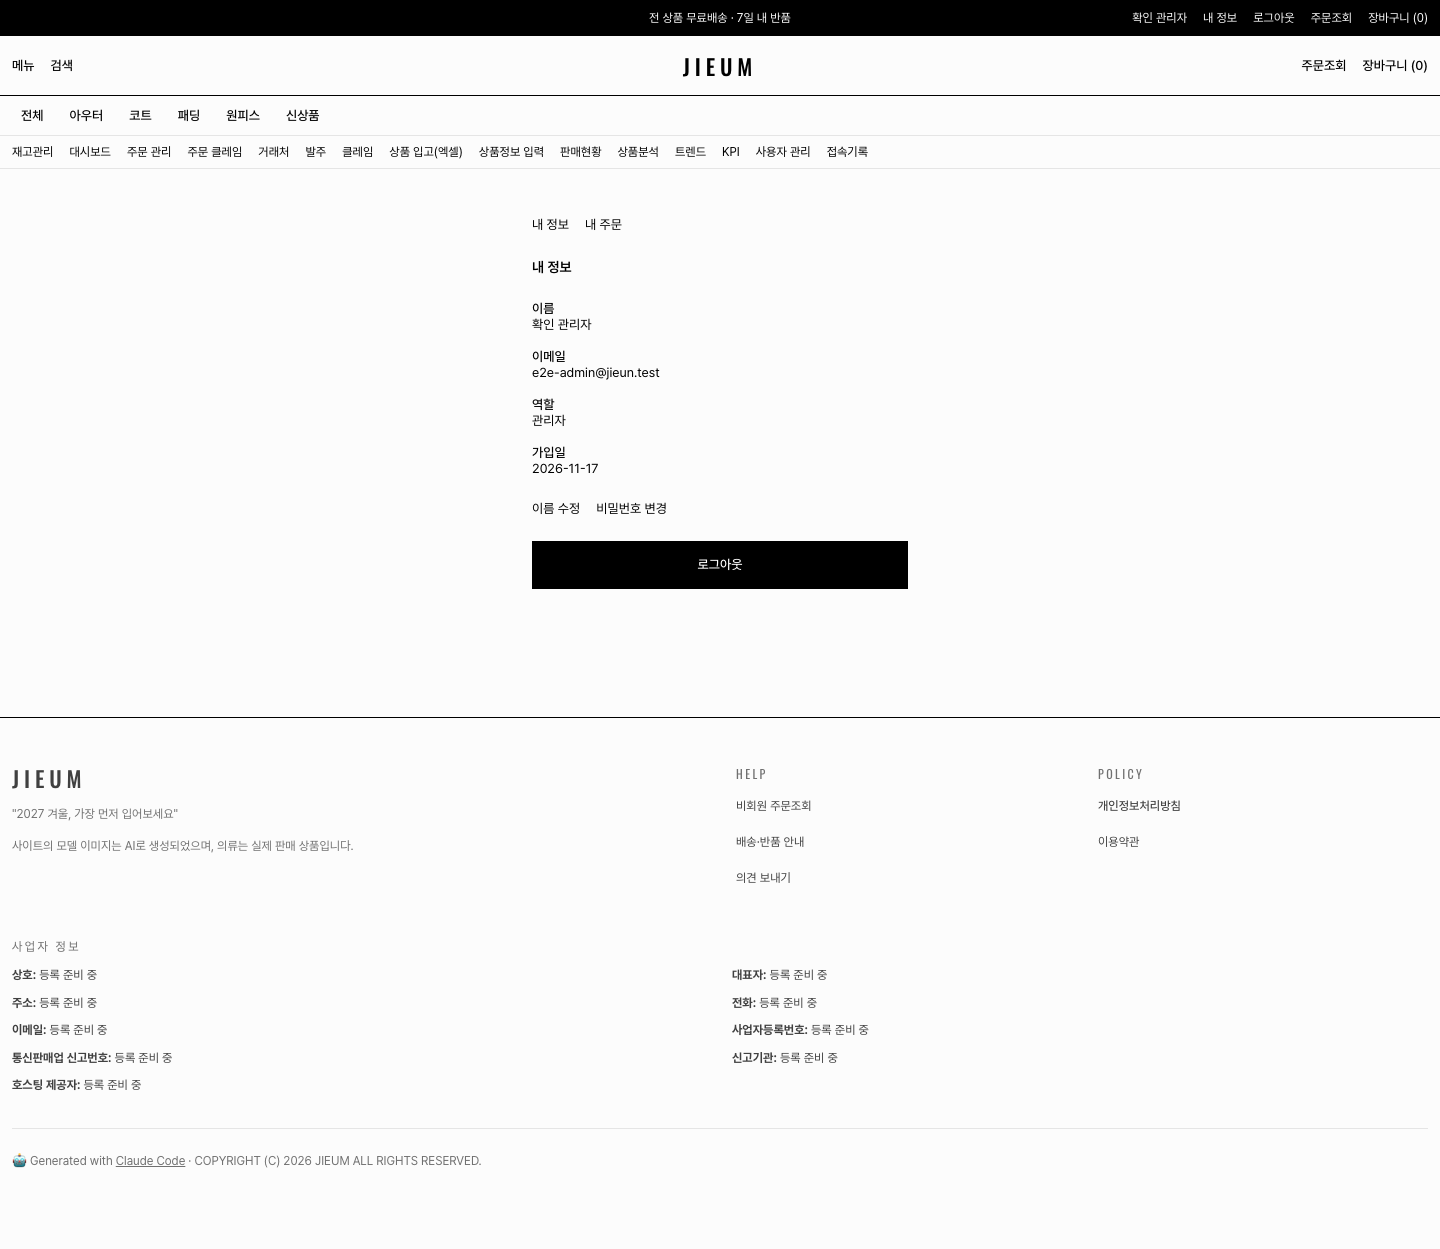 전 상품 무료배송 · 7일 내 반품
확인 관리자 내 정보 로그아웃 주문조회 장바구니 (0)
메뉴 검색
JIEUM
주문조회 장바구니 (0)
전체 아우터 코트 패딩 원피스 신상품
재고관리 대시보드 주문 관리 주문 클레임 거래처 발주 클레임 상품 입고(엑셀) 상품정보 입력 판매현황 상품분석 트렌드 KPI 사용자 관리 접속기록
내 정보 내 주문
내 정보
이름
확인 관리자
이메일
e2e-admin@jieun.test
역할
관리자
가입일
2026-11-17
이름 수정 비밀번호 변경
로그아웃
JIEUM
"2027 겨울, 가장 먼저 입어보세요"
사이트의 모델 이미지는 AI로 생성되었으며, 의류는 실제 판매 상품입니다.
HELP
비회원 주문조회
배송·반품 안내
의견 보내기
POLICY
개인정보처리방침
이용약관
사업자 정보
상호: 등록 준비 중
대표자: 등록 준비 중
주소: 등록 준비 중
전화: 등록 준비 중
이메일: 등록 준비 중
사업자등록번호: 등록 준비 중
통신판매업 신고번호: 등록 준비 중
신고기관: 등록 준비 중
호스팅 제공자: 등록 준비 중
🤖 Generated with Claude Code · COPYRIGHT (C) 2026 JIEUM ALL RIGHTS RESERVED.